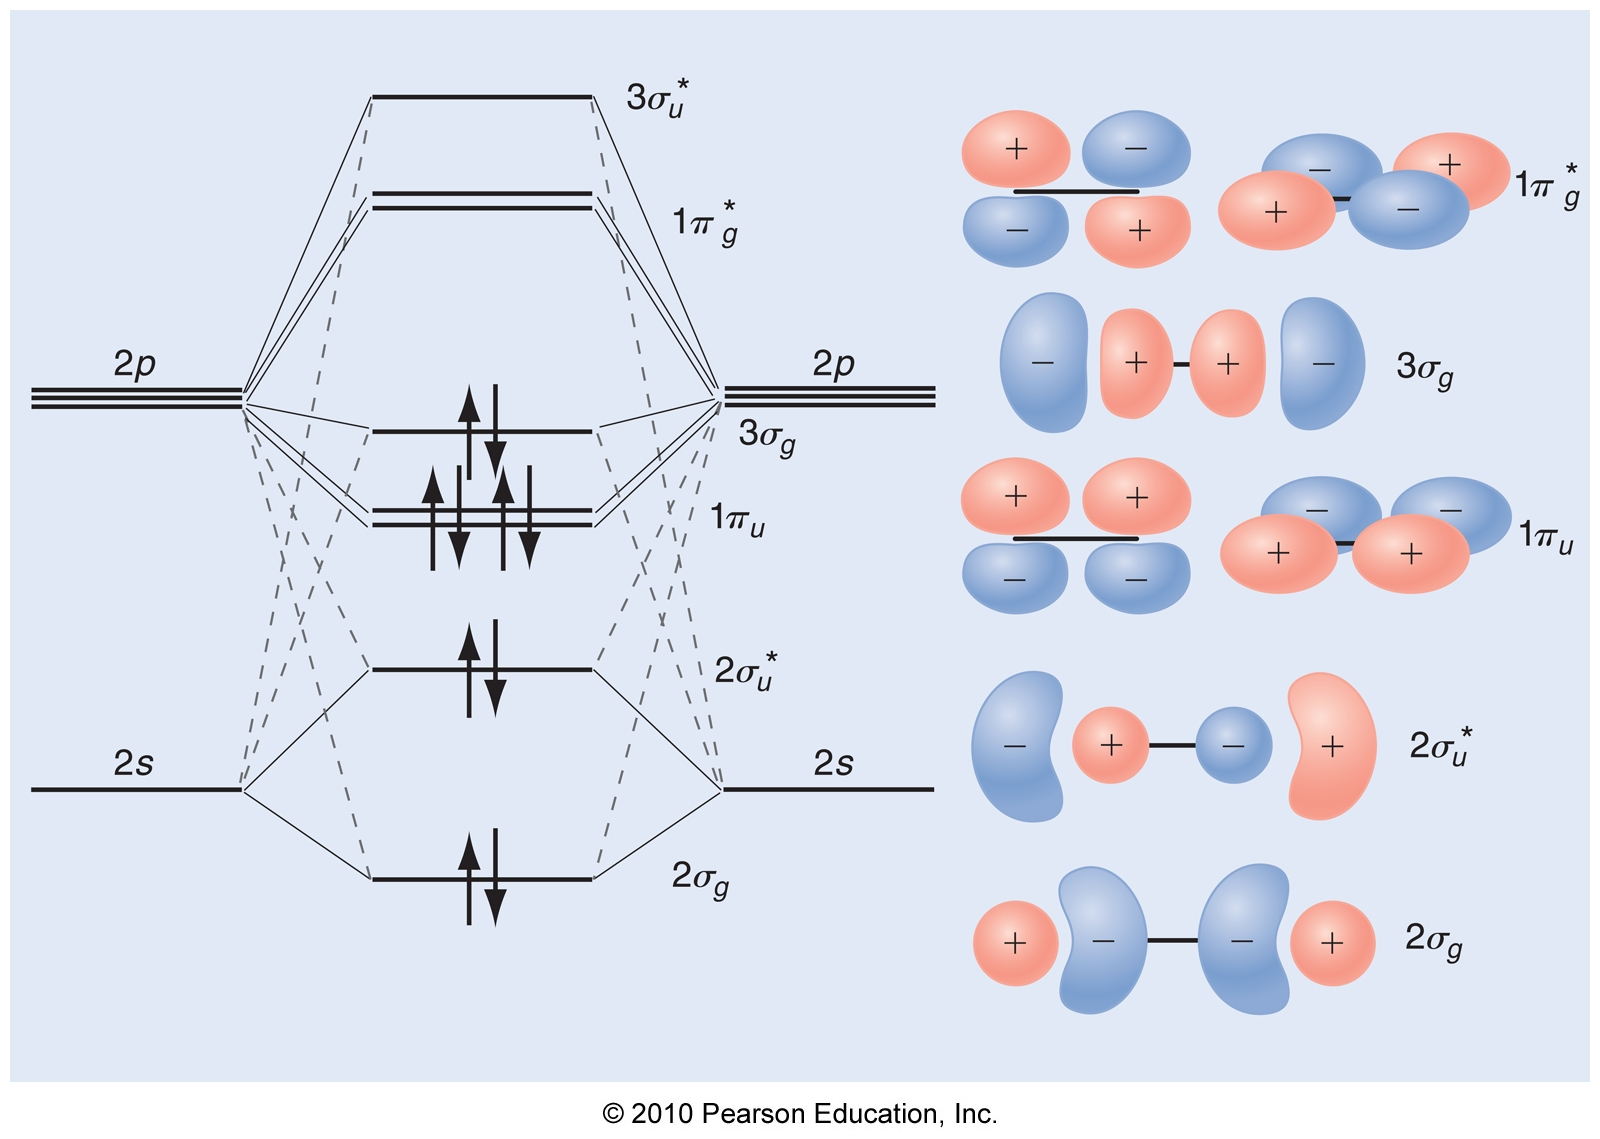 3σu*
1πg*
2p
2p
3σg
1πu
2σu*
2s
2s
2σg
+ − − +
− + + −
1πg*
− + + −
3σg
+ + − −
− − + +
1πu
− + − +
2σu*
+ − − +
2σg
© 2010 Pearson Education, Inc.